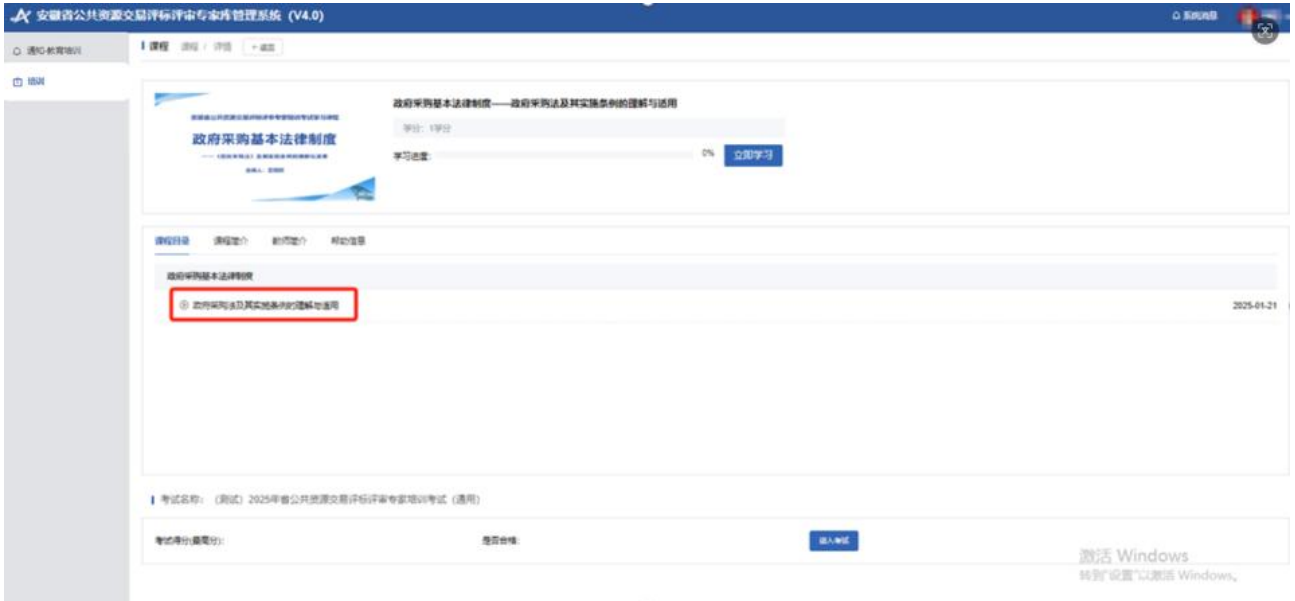 安徽省公共资源交易评标评审专家库管理系统 (V4.0)
系统消息
通知-教育培训
课程 课程 / 详情
培训
政府采购基本法律制度
政府采购基本法律制度——政府采购法及其实施条例的理解与适用
学分: 1学分
学习进度:
0%
立即学习
课程目录 课程简介 教师简介 帮助信息
政府采购基本法律制度
政府采购法及其实施条例的理解与适用
2025-01-21
考试名称: (测试) 2025年省公共资源交易评标评审专家培训考试 (通用)
考试得分(最高分):
是否合格:
进入考试
激活 Windows
转到“设置”以激活 Windows。